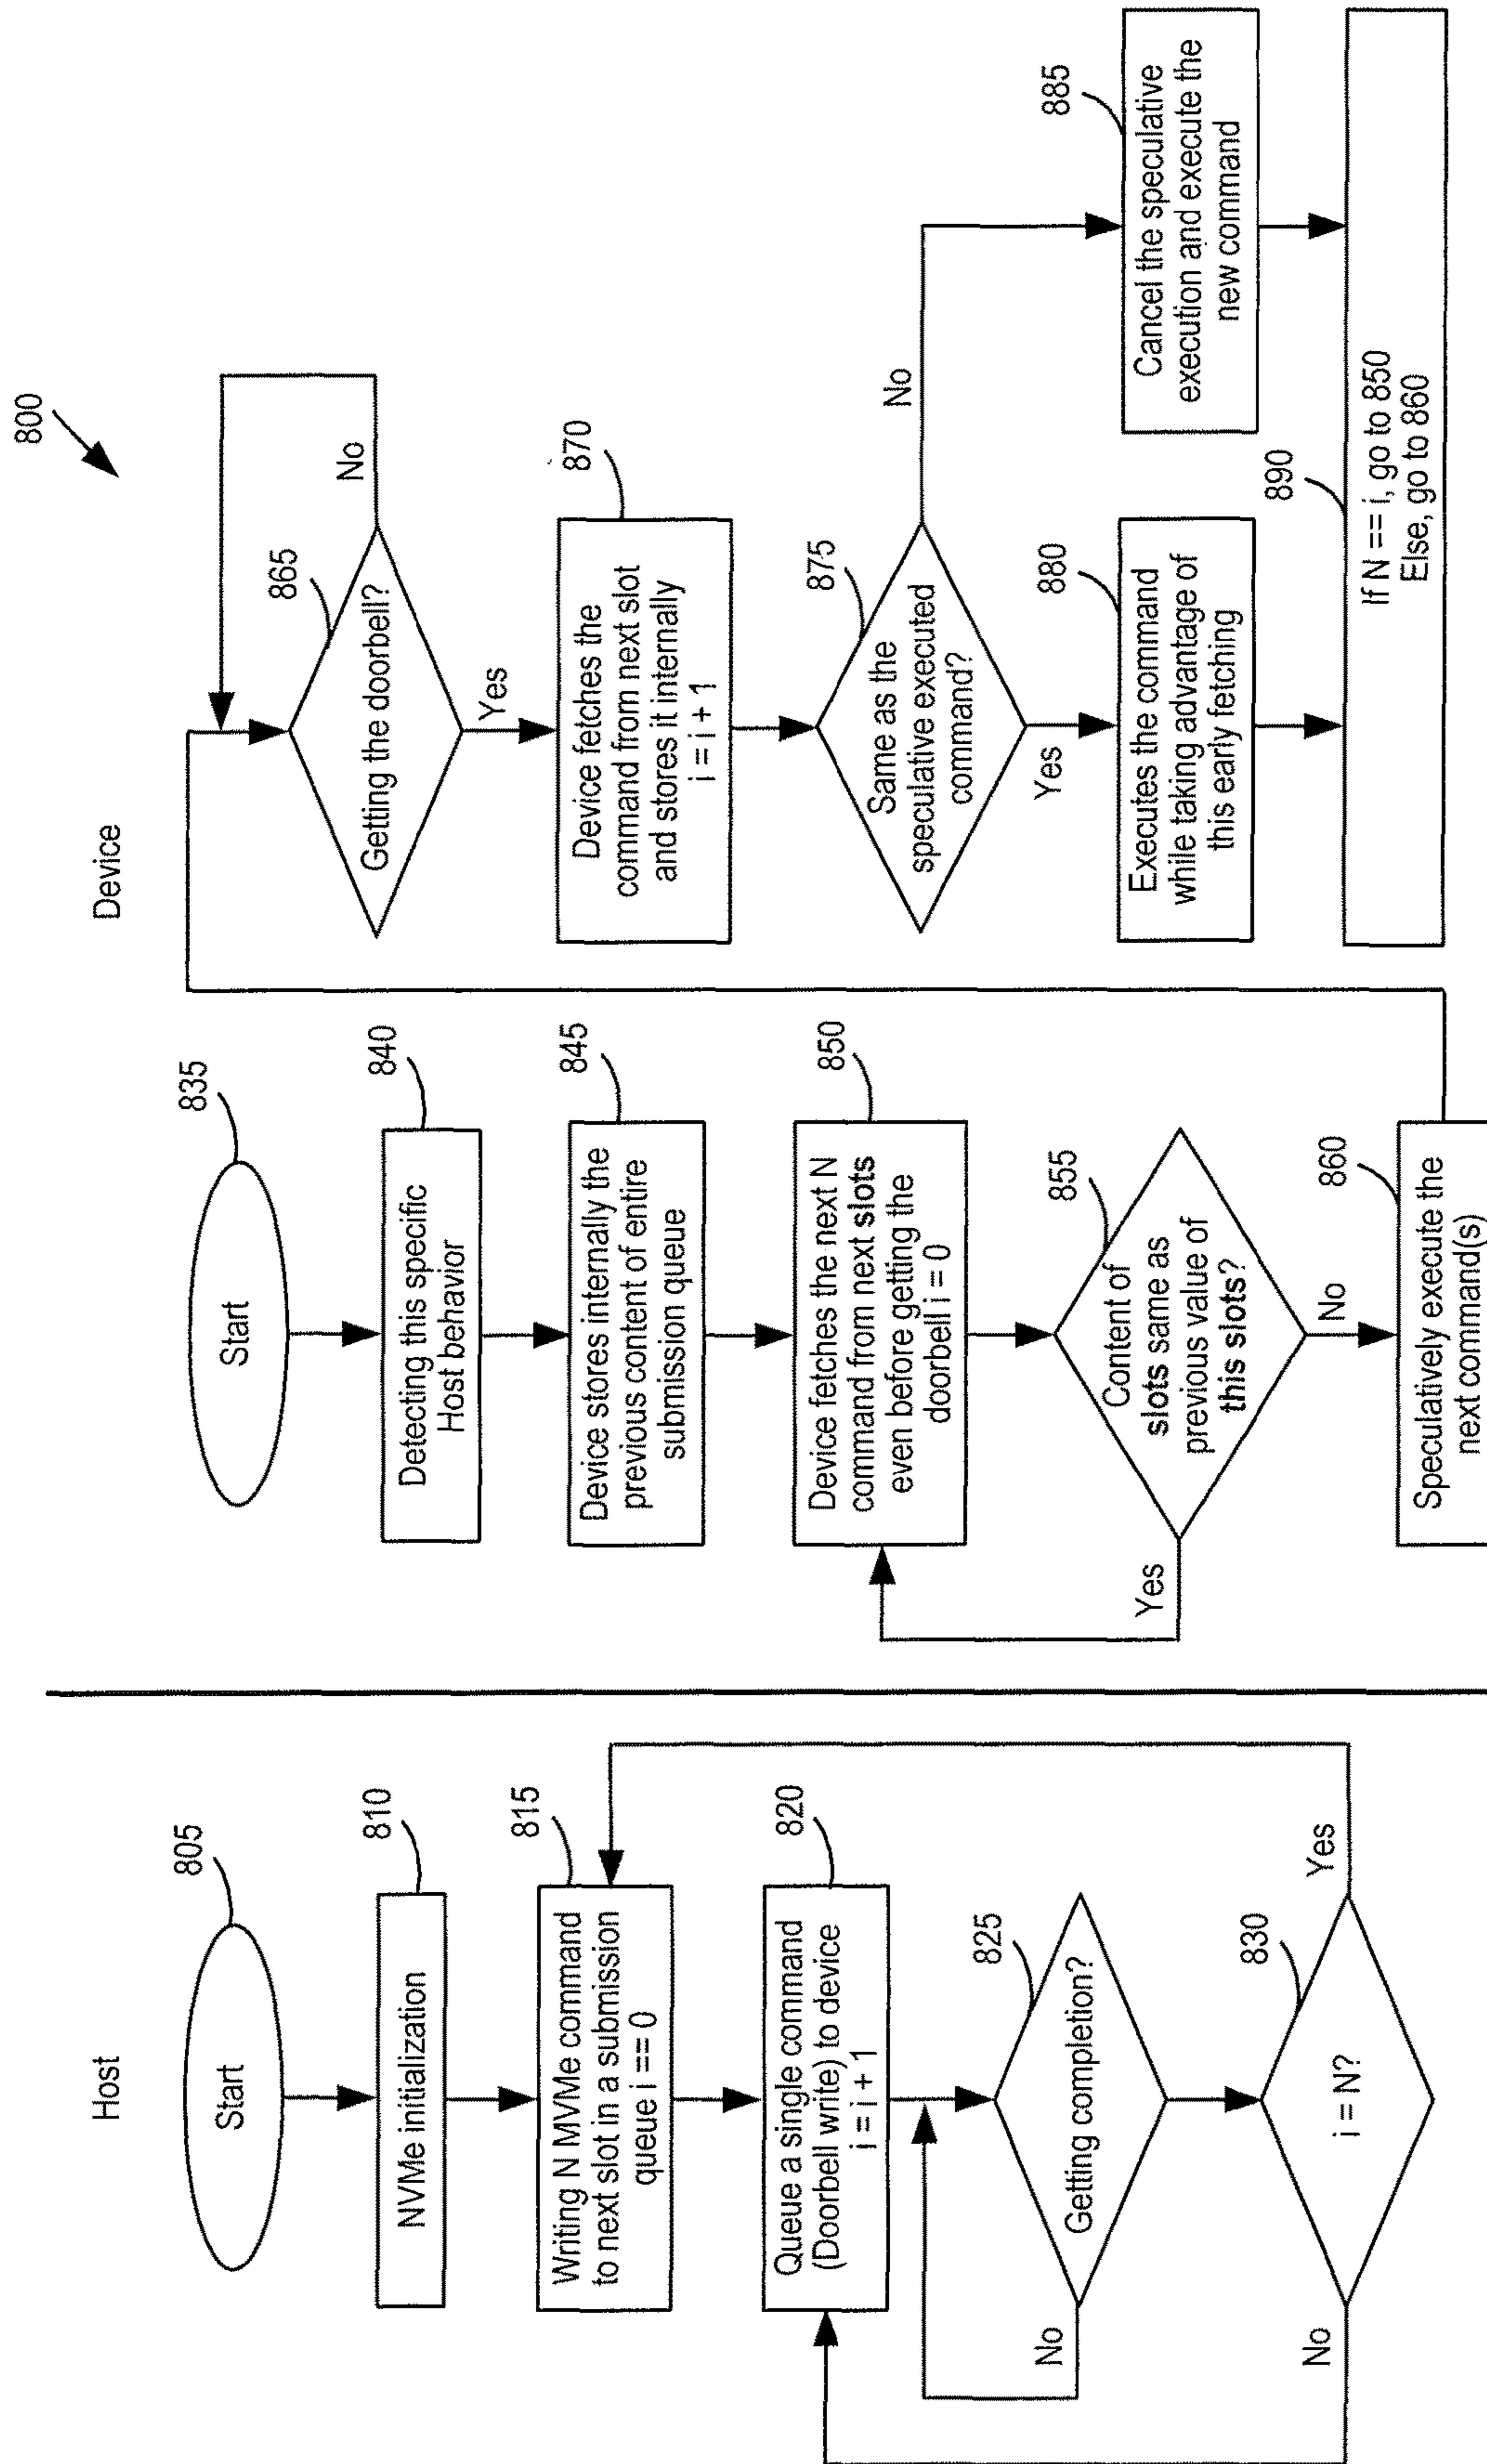 800
Host
805
Start
810
NVMe initialization
815
Writing N MVMe command
to next slot in a submission
queue i == 0
820
Queue a single command
(Doorbell write) to device
i = i + 1
825
Getting completion?
No
830
i = N?
Yes
No
Device
835
Start
840
Detecting this specific
Host behavior
845
Device stores internally the
previous content of entire
submission queue
850
Device fetches the next N
command from next slots
even before getting the
doorbell i = 0
855
Content of
slots same as
previous value of
this slots?
Yes
No
860
Speculatively execute the
next command(s)
865
Getting the doorbell?
No
Yes
870
Device fetches the
command from next slot
and stores it internally
i = i + 1
875
Same as the
speculative executed
command?
No
Yes
880
Executes the command
while taking advantage of
this early fetching
885
Cancel the speculative
execution and execute the
new command
890
If N == i, go to 850
Else, go to 860